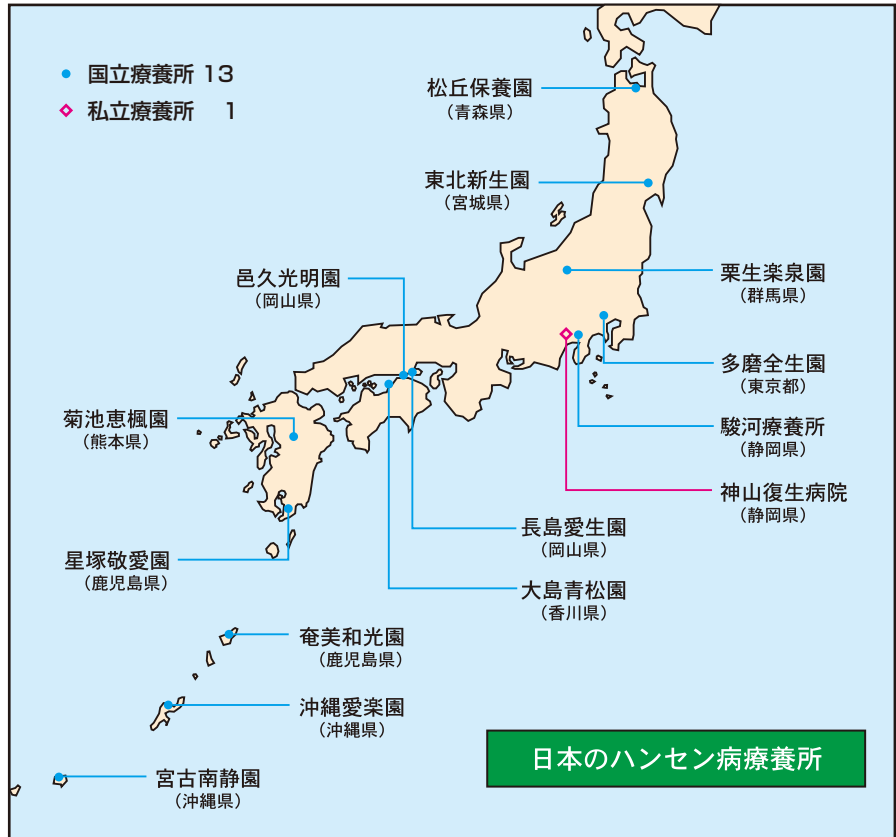 国立療養所 13
私立療養所 1
松丘保養園
（青森県）
東北新生園
（宮城県）
邑久光明園
（岡山県）
栗生楽泉園
（群馬県）
多磨全生園
（東京都）
菊池恵楓園
（熊本県）
駿河療養所
（静岡県）
神山復生病院
（静岡県）
長島愛生園
（岡山県）
星塚敬愛園
（鹿児島県）
大島青松園
（香川県）
奄美和光園
（鹿児島県）
沖縄愛楽園
（沖縄県）
宮古南静園
（沖縄県）
日本のハンセン病療養所